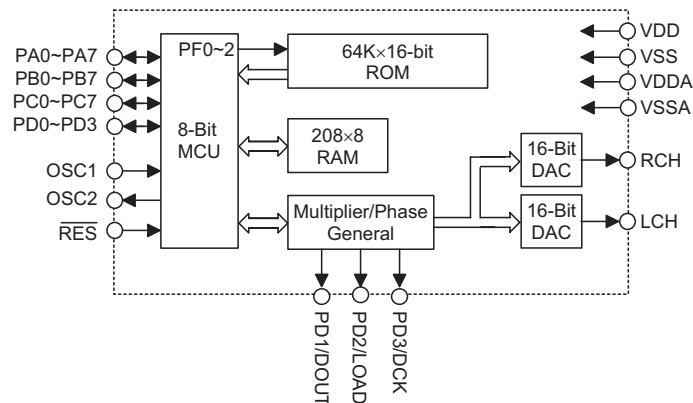 PA0~PA7
PB0~PB7
PC0~PC7
PD0~PD3
OSC1
OSC2
RES
PF0~2
8-Bit
MCU
64K×16-bit
ROM
208×8
RAM
Multiplier/Phase
General
16-Bit
DAC
16-Bit
DAC
VDD
VSS
VDDA
VSSA
RCH
LCH
PD1/DOUT
PD2/LOAD
PD3/DCK